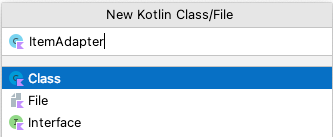 New Kotlin Class/File
ItemAdapter
Class
File
Interface